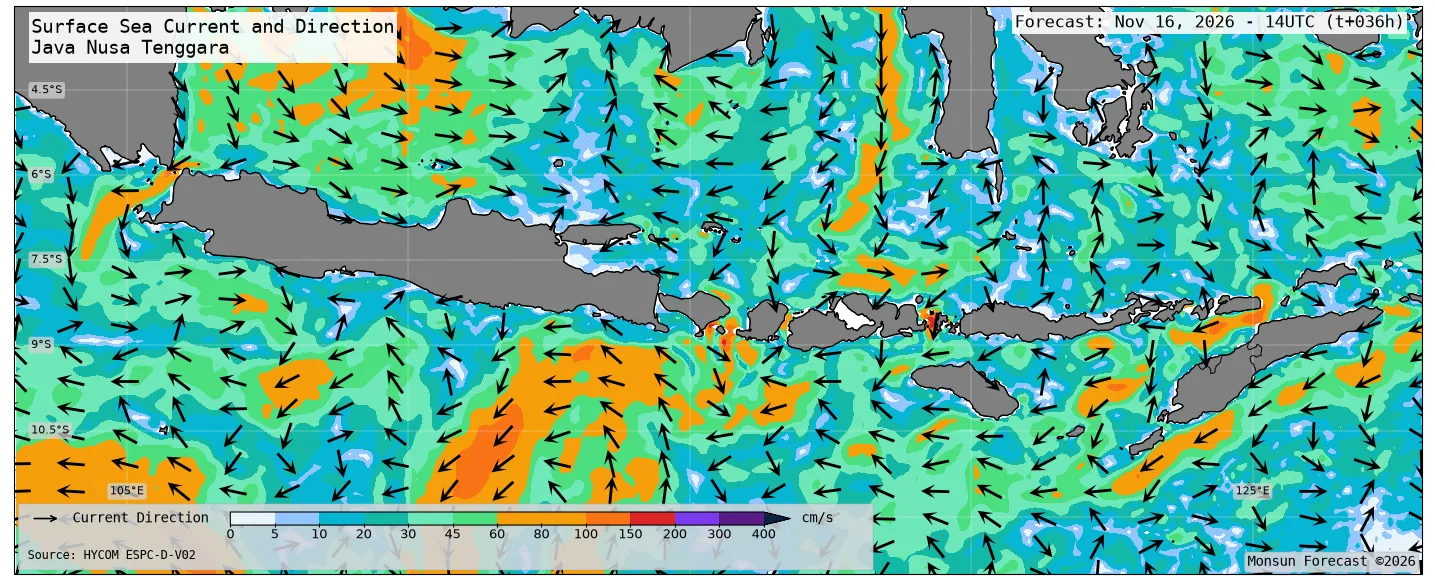 Surface Sea Current and Direction
Java Nusa Tenggara
Forecast: Nov 16, 2026 - 14UTC (t+036h)
4.5°S
6°S
7.5°S
9°S
10.5°S
105°E
125°E
Current Direction
0 5 10 20 30 45 60 80 100 150 200 300 400
cm/s
Source: HYCOM ESPC-D-V02
Monsun Forecast ©2026